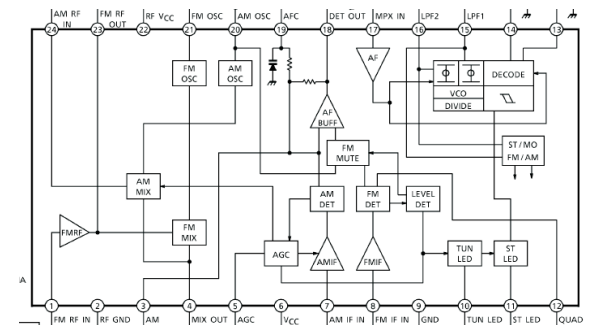 AM RF IN
FM RF OUT
RF VCC
FM OSC
AM OSC
AFC
DET OUT
MPX IN
LPF2
LPF1
24
23
22
21
20
19
18
17
16
15
14
13
FM OSC
AM OSC
AF
DECODE
VCO
DIVIDE
AF BUFF
FM MUTE
ST/MO
FM/AM
AM MIX
AM DET
FM DET
LEVEL DET
FMRF
FM MIX
AGC
AMIF
FMIF
TUN LED
ST LED
A
1
2
3
4
5
6
7
8
9
10
11
12
FM RF IN
RF GND
AM
MIX OUT
AGC
VCC
AM IF IN
FM IF IN
GND
TUN LED
ST LED
QUAD